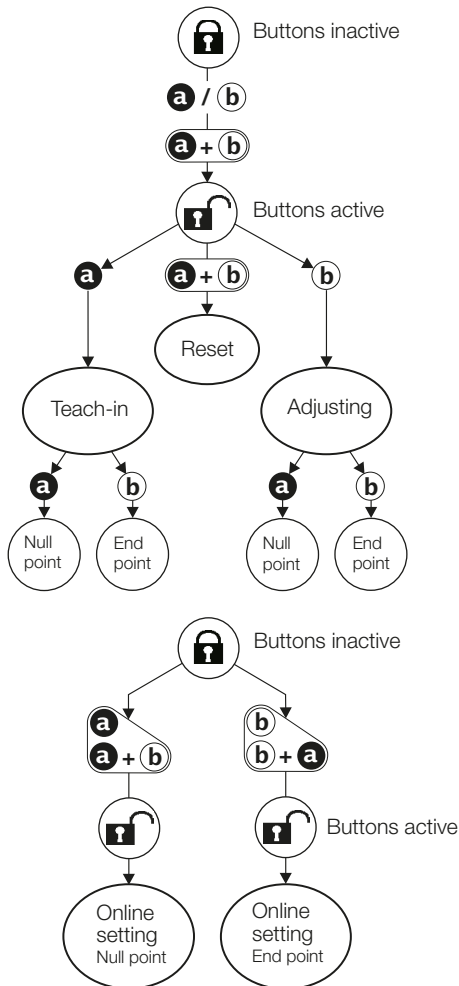 Buttons inactive
a / b
a + b
Buttons active
a
a + b
b
Reset
Teach-in
Adjusting
a
b
a
b
Null
point
End
point
Null
point
End
point
Buttons inactive
a
a + b
b
b + a
Buttons active
Online
setting
Null point
Online
setting
End point